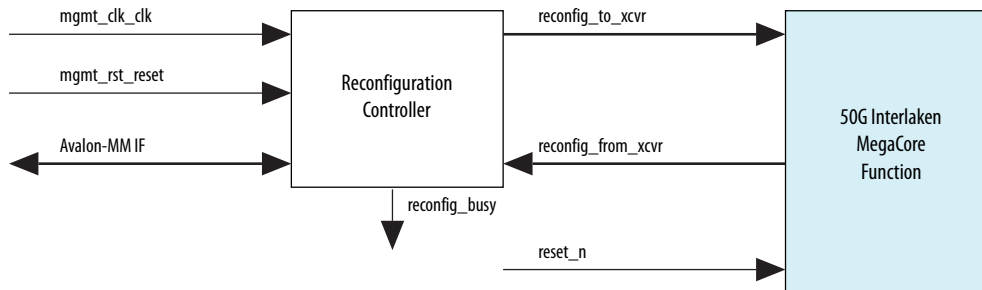 mgmt_clk_clk
mgmt_rst_reset
Avalon-MM IF
Reconfiguration
Controller
reconfig_busy
reconfig_to_xcvr
reconfig_from_xcvr
reset_n
50G Interlaken
MegaCore
Function